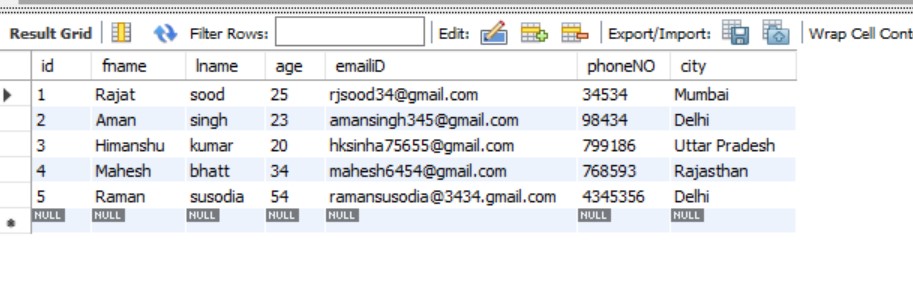 Result Grid Filter Rows: Edit: Export/Import: Wrap Cell Cont
id fname lname age emailiD phoneNO city
1 Rajat sood 25 rjsood34@gmail.com 34534 Mumbai
2 Aman singh 23 amansingh345@gmail.com 98434 Delhi
3 Himanshu kumar 20 hksinha75655@gmail.com 799186 Uttar Pradesh
4 Mahesh bhatt 34 mahesh6454@gmail.com 768593 Rajasthan
5 Raman susodia 54 ramansusodia@3434.gmail.com 4345356 Delhi
NULL NULL NULL NULL NULL NULL NULL